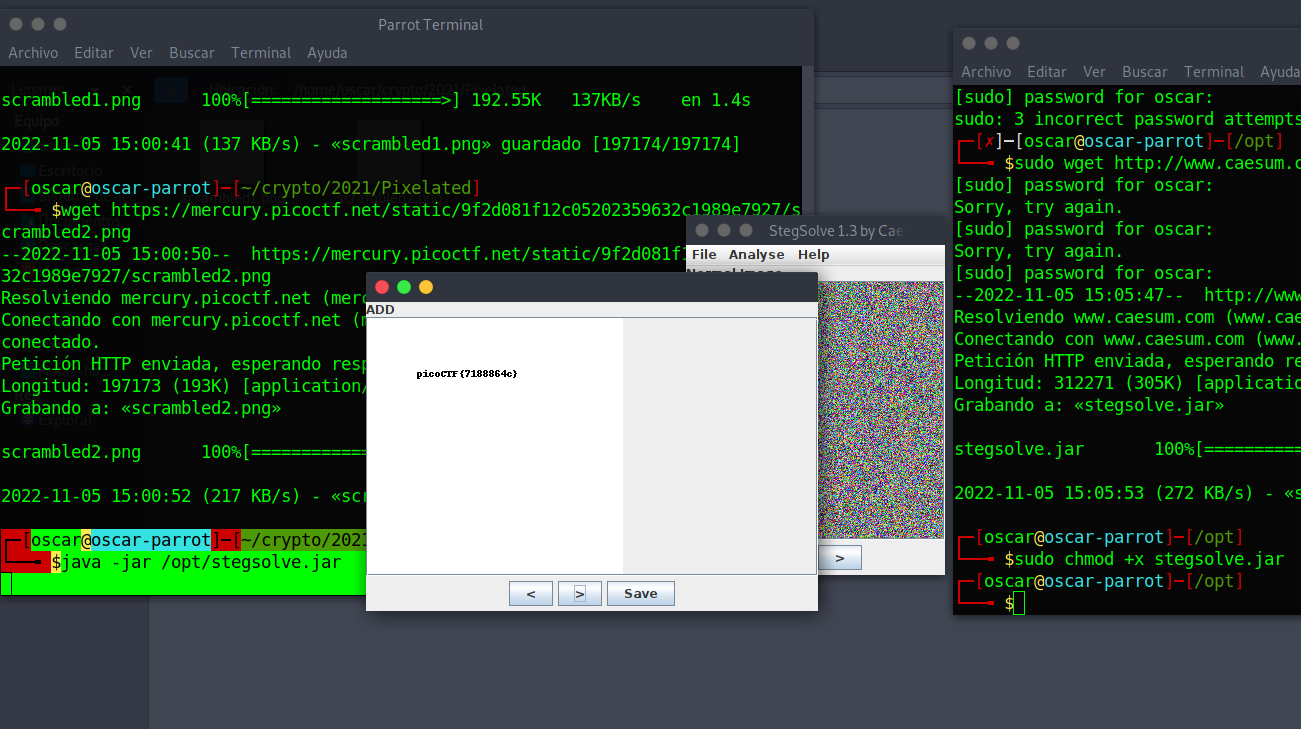 Parrot Terminal
Archivo Editar Ver Buscar Terminal Ayuda
scrambled1.png 100%[===================>] 192.55K 137KB/s en 1.4s
2022-11-05 15:00:41 (137 KB/s) - «scrambled1.png» guardado [197174/197174]
[oscar@oscar-parrot]─[~/crypto/2021/Pixelated]
$wget https://mercury.picoctf.net/static/9f2d081f12c05202359632c1989e7927/s
crambled2.png
--2022-11-05 15:00:50-- https://mercury.picoctf.net/static/9f2d081f1
32c1989e7927/scrambled2.png
Resolviendo mercury.picoctf.net (merc
Conectando con mercury.picoctf.net (m
conectado.
Petición HTTP enviada, esperando resp
Longitud: 197173 (193K) [application/
Grabando a: «scrambled2.png»
scrambled2.png 100%[============
2022-11-05 15:00:52 (217 KB/s) - «scr
[oscar@oscar-parrot]─[~/crypto/2021
$java -jar /opt/stegsolve.jar
Equipo
Escritorio
Explorar
StegSolve 1.3 by Cae
File Analyse Help
Normal Image
>
ADD
picoCTF{7188864c}
< > Save
Archivo Editar Ver Buscar Terminal Ayuda
[sudo] password for oscar:
sudo: 3 incorrect password attempts
[✗]─[oscar@oscar-parrot]─[/opt]
$sudo wget http://www.caesum.c
[sudo] password for oscar:
Sorry, try again.
[sudo] password for oscar:
Sorry, try again.
[sudo] password for oscar:
--2022-11-05 15:05:47-- http://www
Resolviendo www.caesum.com (www.cae
Conectando con www.caesum.com (www.
Petición HTTP enviada, esperando re
Longitud: 312271 (305K) [applicatio
Grabando a: «stegsolve.jar»
stegsolve.jar 100%[==========
2022-11-05 15:05:53 (272 KB/s) - «s
[oscar@oscar-parrot]─[/opt]
$sudo chmod +x stegsolve.jar
[oscar@oscar-parrot]─[/opt]
$